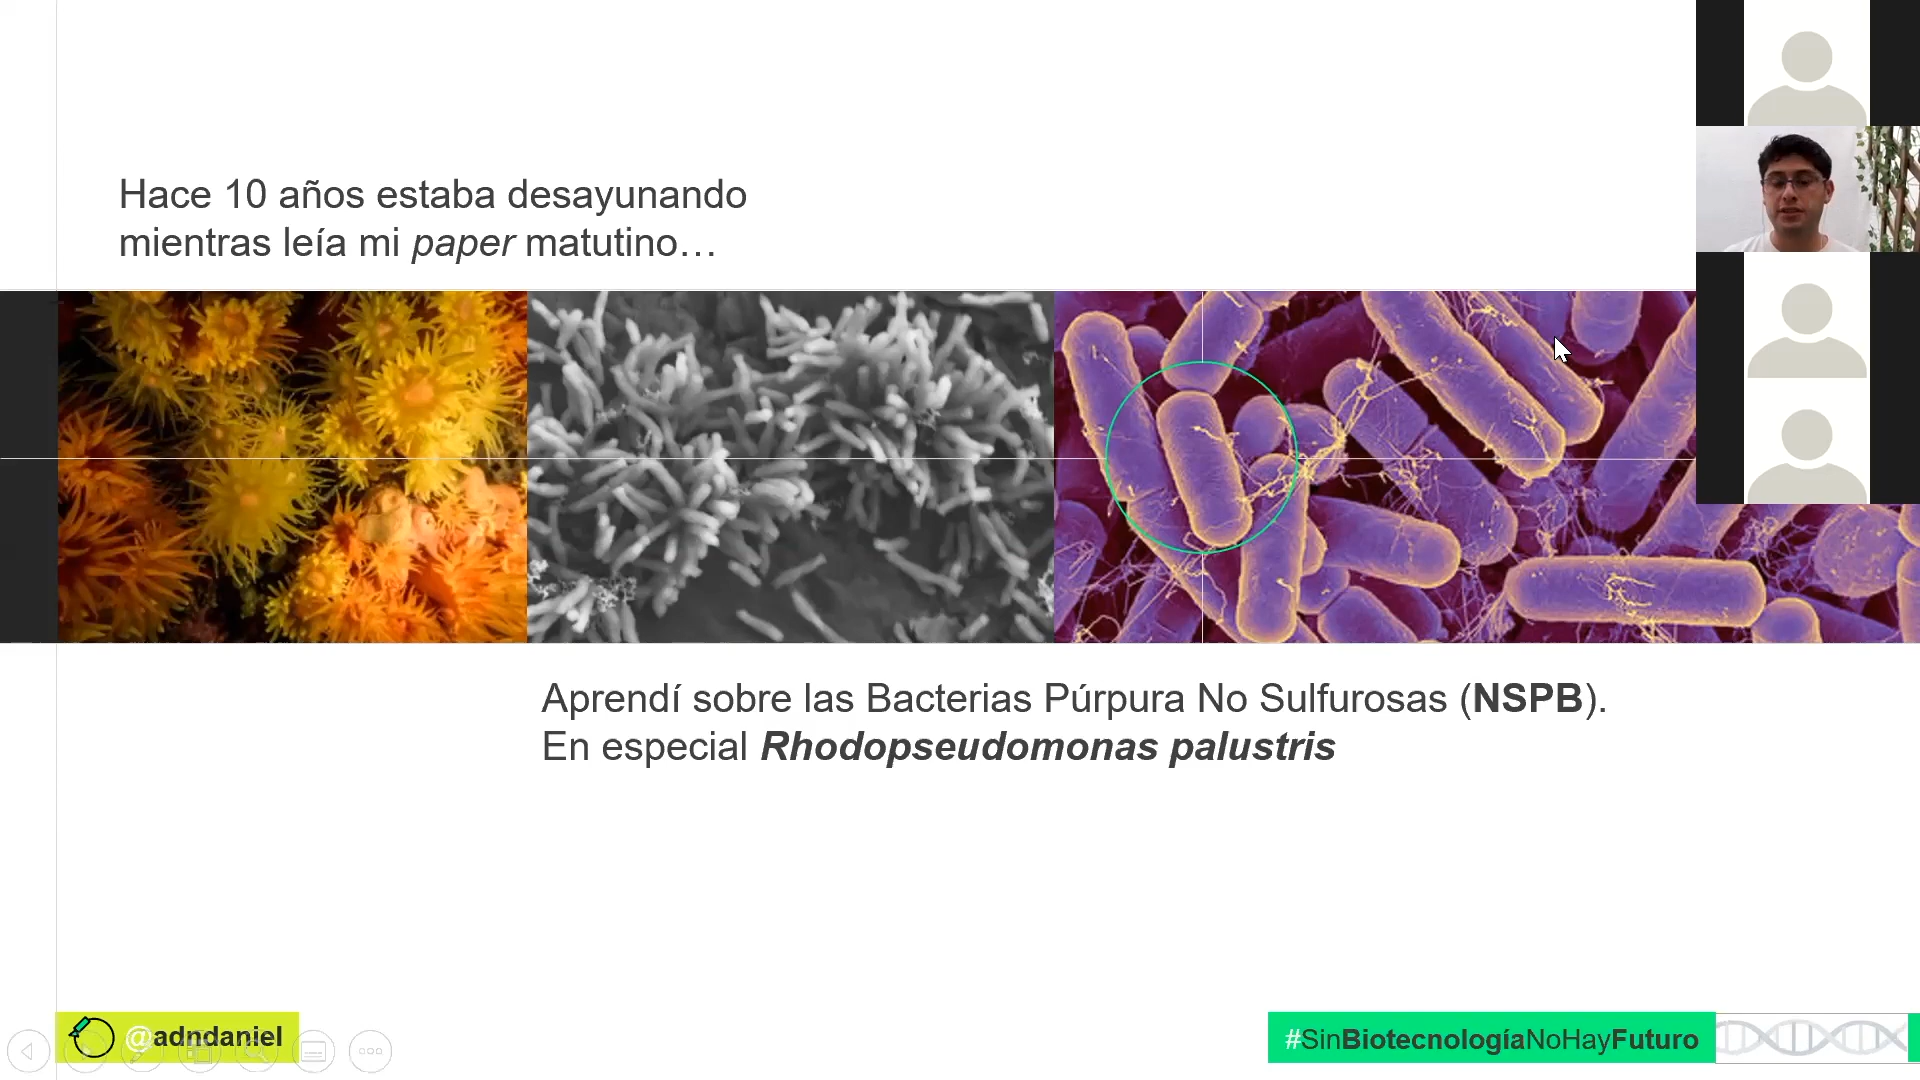 Hace 10 años estaba desayunando
mientras leía mi paper matutino…
Aprendí sobre las Bacterias Púrpura No Sulfurosas (NSPB).
En especial Rhodopseudomonas palustris
@adndaniel
#SinBiotecnologíaNoHayFuturo